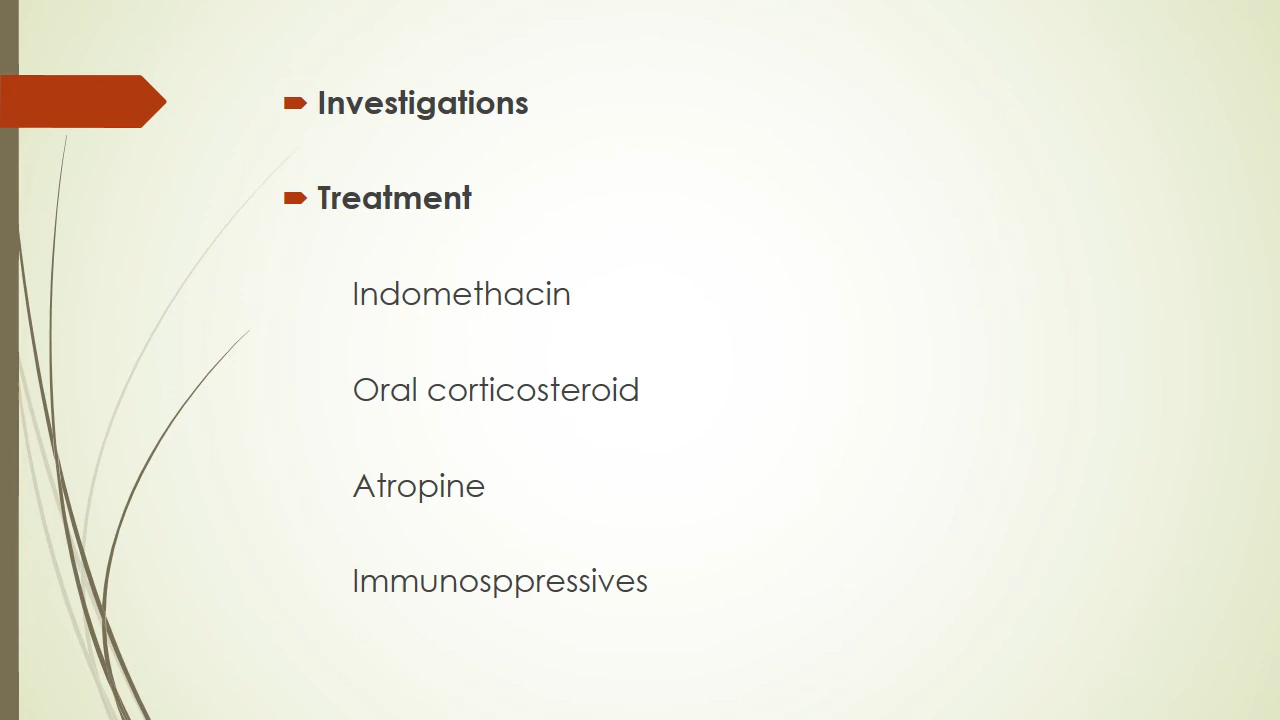 Investigations
Treatment
Indomethacin
Oral corticosteroid
Atropine
Immunosppressives